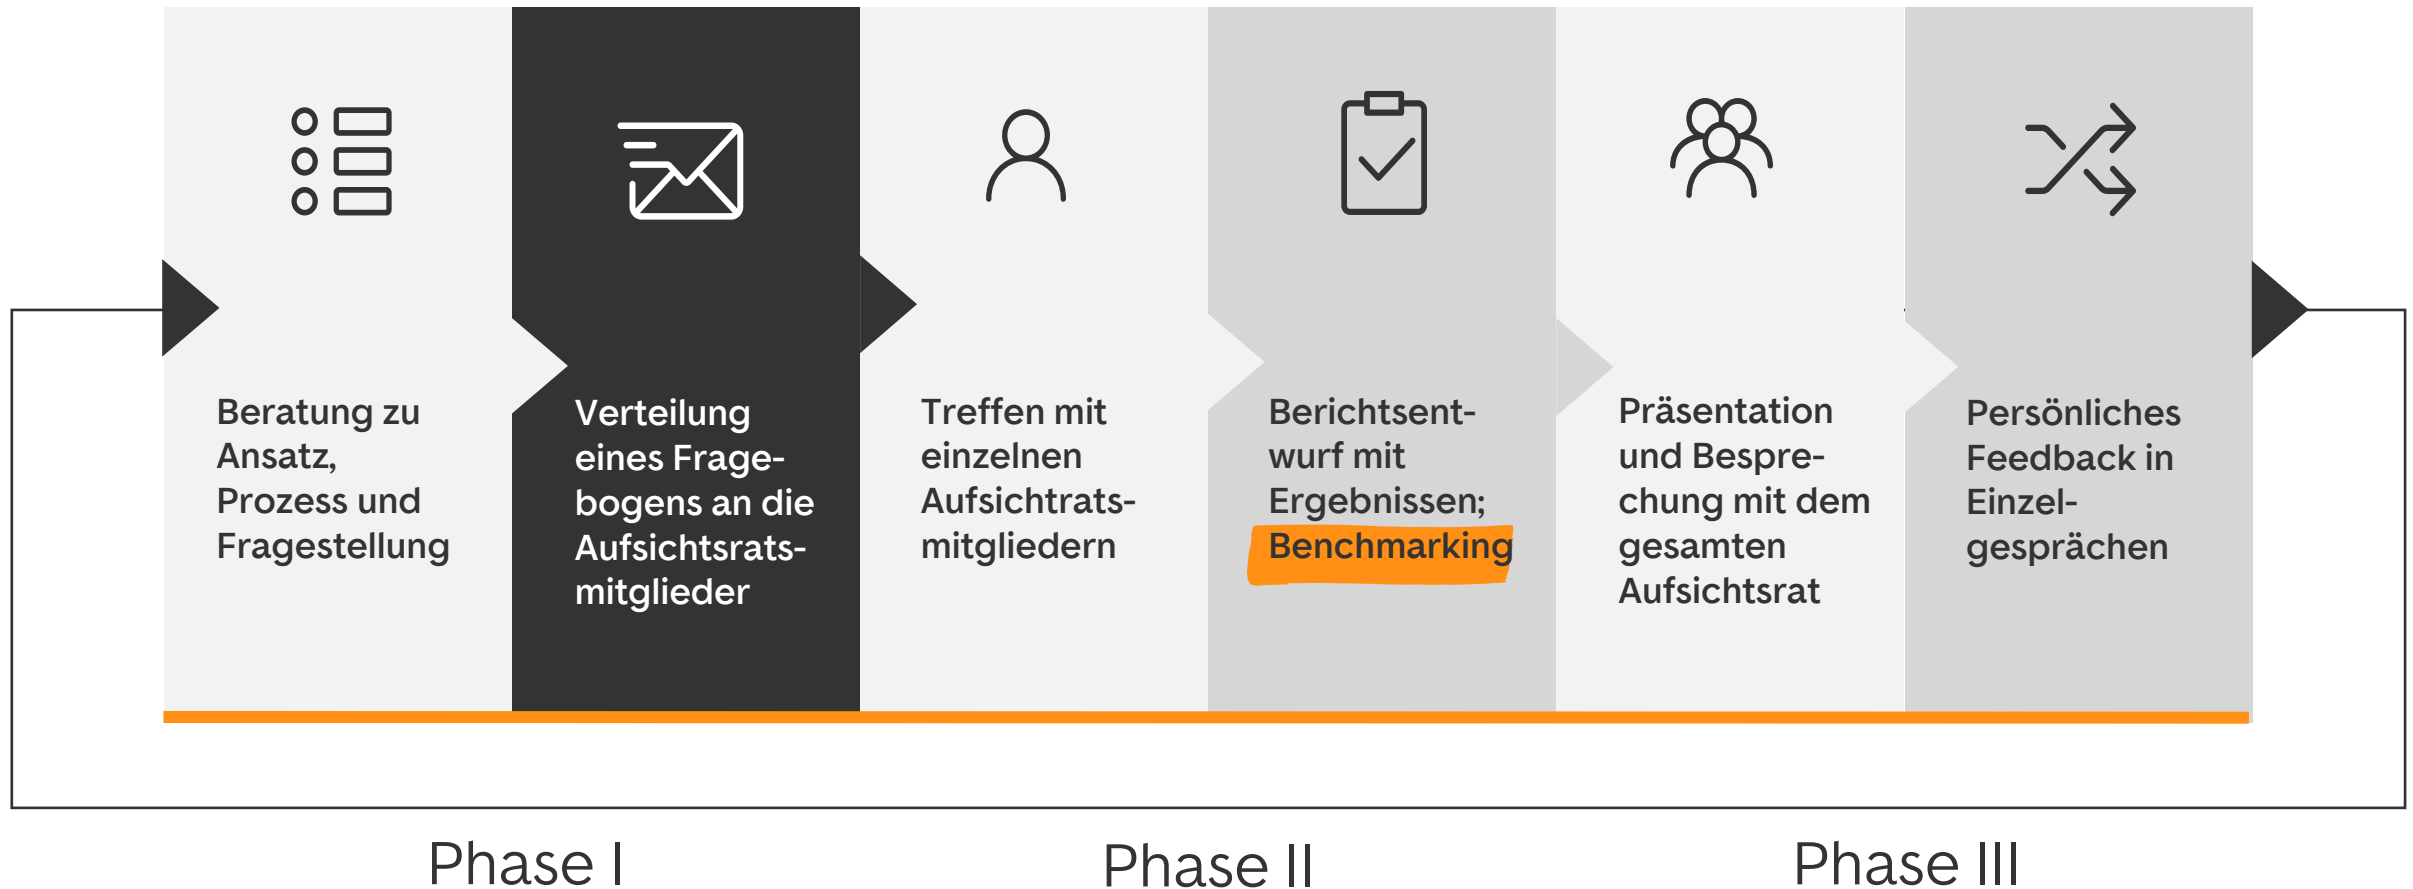 Beratung zu
Ansatz,
Prozess und
Fragestellung
Verteilung
eines Frage-
bogens an die
Aufsichtsrats-
mitglieder
Treffen mit
einzelnen
Aufsichtrats-
mitgliedern
Berichtsent-
wurf mit
Ergebnissen;
Benchmarking
Präsentation
und Bespre-
chung mit dem
gesamten
Aufsichtsrat
Persönliches
Feedback in
Einzel-
gesprächen
Phase I
Phase II
Phase III